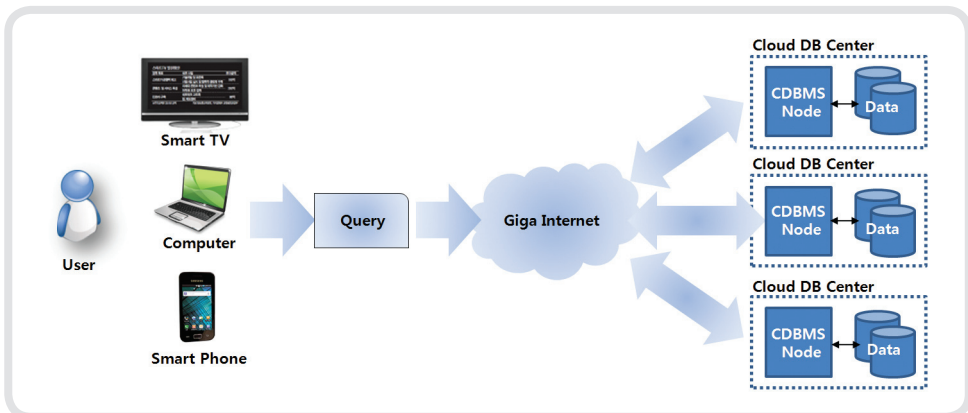 Smart TV
User
Computer
Smart Phone
Query
Giga Internet
Cloud DB Center
CDBMS
Node
Data
Cloud DB Center
CDBMS
Node
Data
Cloud DB Center
CDBMS
Node
Data